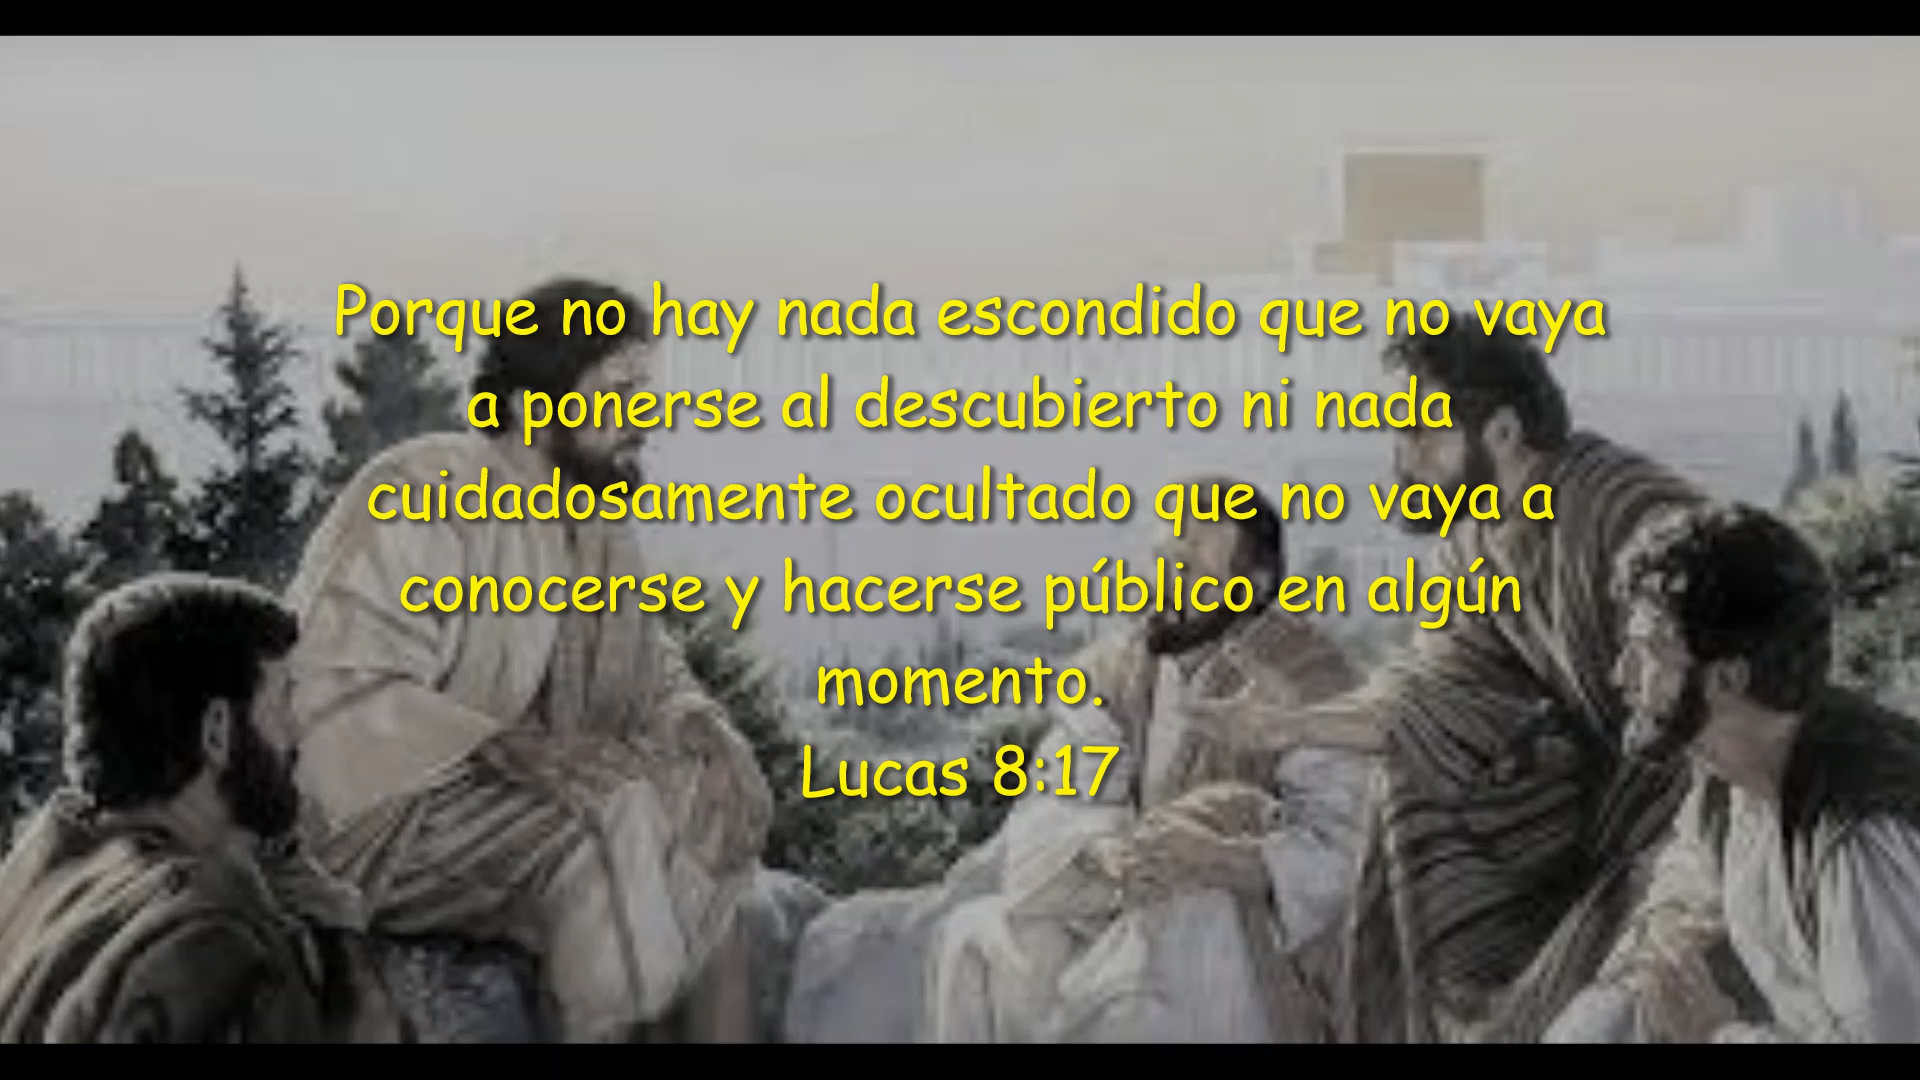 Porque no hay nada escondido que no vaya
a ponerse al descubierto ni nada
cuidadosamente ocultado que no vaya a
conocerse y hacerse público en algún
momento.
Lucas 8:17